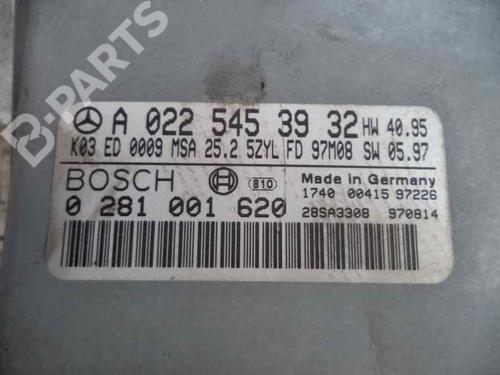 B-PARTS
A 022 545 39 32 HW 40.95
K03 ED 0009 MSA 25.2 5ZYL FD 97M08 SW 05.97
BOSCH 810 Made in Germany
1740 00415 97226
0 281 001 620 28SA3308 970814